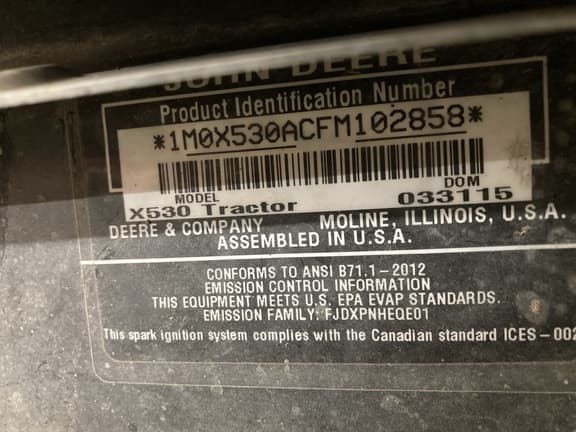 JOHN DEERE
Product Identification Number
*1M0X530ACFM102858*
MODEL DOM
X530 Tractor 033115
DEERE & COMPANY MOLINE, ILLINOIS, U.S.A.
ASSEMBLED IN U.S.A.
CONFORMS TO ANSI B71.1-2012
EMISSION CONTROL INFORMATION
THIS EQUIPMENT MEETS U.S. EPA EVAP STANDARDS.
EMISSION FAMILY: FJDXPNHEQE01
This spark ignition system complies with the Canadian standard ICES-002